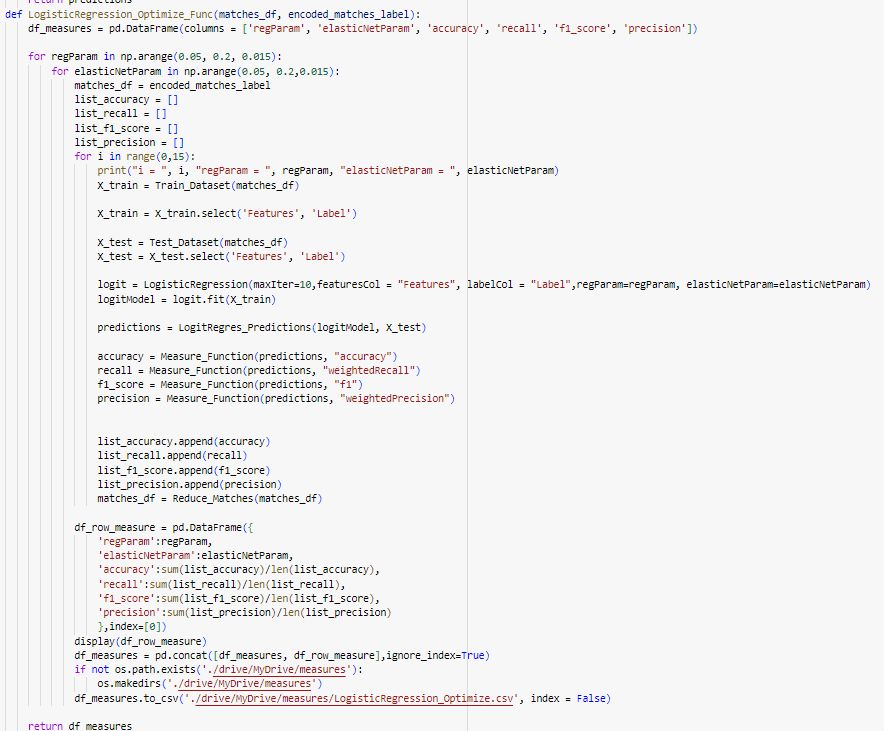 return predictions
def LogisticRegression_Optimize_Func(matches_df, encoded_matches_label):
df_measures = pd.DataFrame(columns = ['regParam', 'elasticNetParam', 'accuracy', 'recall', 'f1_score', 'precision'])
for regParam in np.arange(0.05, 0.2, 0.015):
for elasticNetParam in np.arange(0.05, 0.2,0.015):
matches_df = encoded_matches_label
list_accuracy = []
list_recall = []
list_f1_score = []
list_precision = []
for i in range(0,15):
print("i = ", i, "regParam = ", regParam, "elasticNetParam = ", elasticNetParam)
X_train = Train_Dataset(matches_df)
X_train = X_train.select('Features', 'Label')
X_test = Test_Dataset(matches_df)
X_test = X_test.select('Features', 'Label')
logit = LogisticRegression(maxIter=10,featuresCol = "Features", labelCol = "Label",regParam=regParam, elasticNetParam=elasticNetParam)
logitModel = logit.fit(X_train)
predictions = LogitRegres_Predictions(logitModel, X_test)
accuracy = Measure_Function(predictions, "accuracy")
recall = Measure_Function(predictions, "weightedRecall")
f1_score = Measure_Function(predictions, "f1")
precision = Measure_Function(predictions, "weightedPrecision")
list_accuracy.append(accuracy)
list_recall.append(recall)
list_f1_score.append(f1_score)
list_precision.append(precision)
matches_df = Reduce_Matches(matches_df)
df_row_measure = pd.DataFrame({
'regParam':regParam,
'elasticNetParam':elasticNetParam,
'accuracy':sum(list_accuracy)/len(list_accuracy),
'recall':sum(list_recall)/len(list_recall),
'f1_score':sum(list_f1_score)/len(list_f1_score),
'precision':sum(list_precision)/len(list_precision)
},index=[0])
display(df_row_measure)
df_measures = pd.concat([df_measures, df_row_measure],ignore_index=True)
if not os.path.exists('./drive/MyDrive/measures'):
os.makedirs('./drive/MyDrive/measures')
df_measures.to_csv('./drive/MyDrive/measures/LogisticRegression_Optimize.csv', index = False)
return df_measures